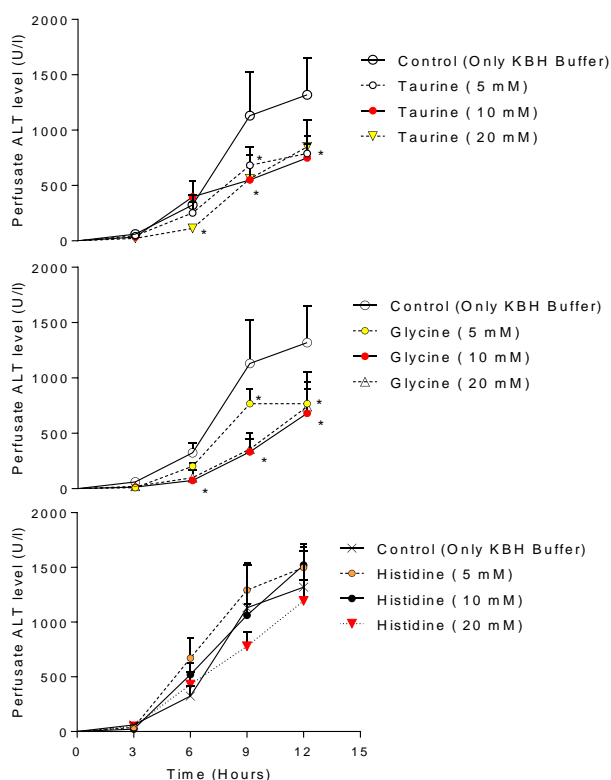 2000
1500
1000
500
0
Perfusate ALT level (U/l)
Control (Only KBH Buffer)
Taurine (5 mM)
Taurine (10 mM)
Taurine (20 mM)
*
*
*
*
2000
1500
1000
500
0
Perfusate ALT level (U/l)
Control (Only KBH Buffer)
Glycine (5 mM)
Glycine (10 mM)
Glycine (20 mM)
*
*
*
*
*
2000
1500
1000
500
0
Perfusate ALT level (U/l)
Control (Only KBH Buffer)
Histidine (5 mM)
Histidine (10 mM)
Histidine (20 mM)
0 3 6 9 12 15
Time (Hours)